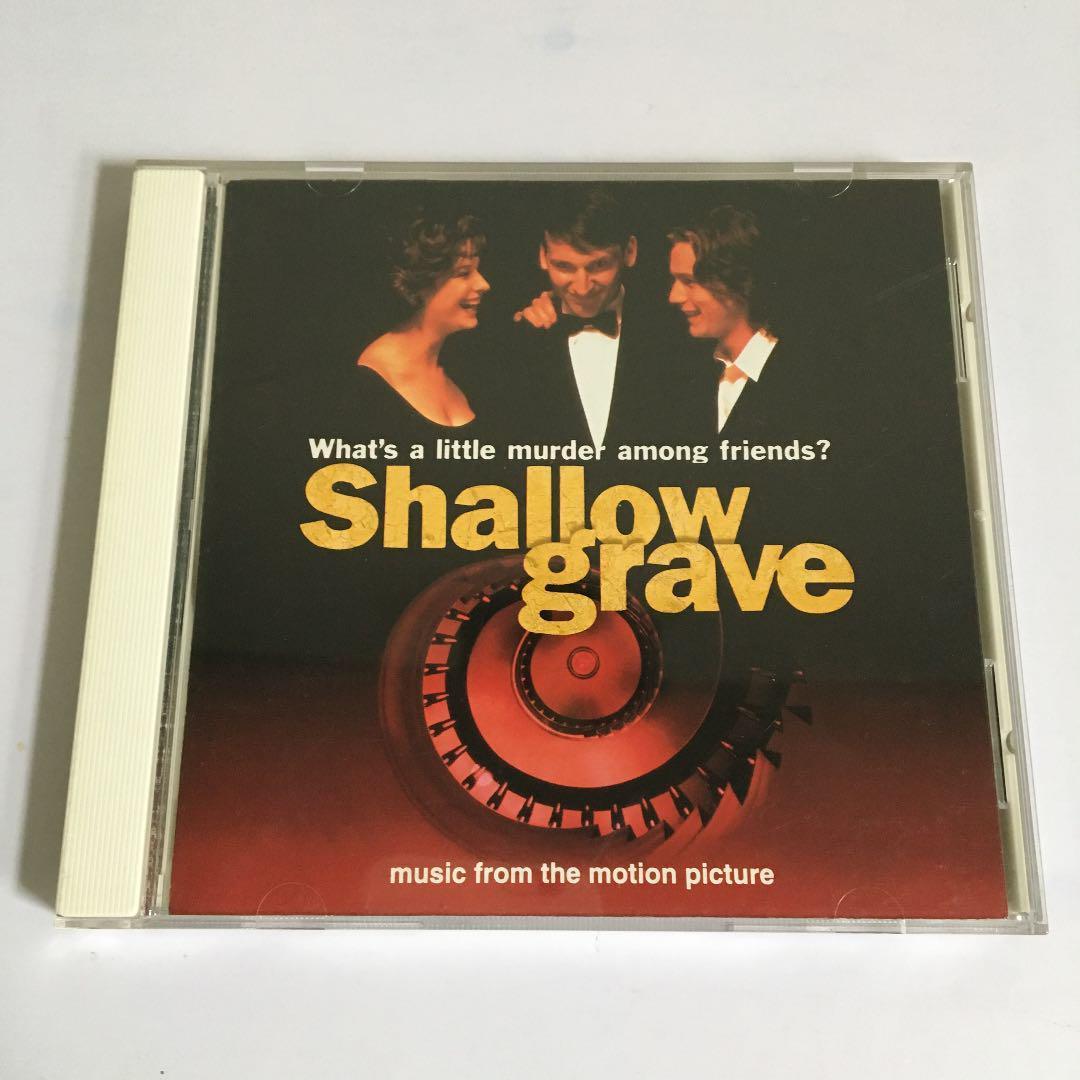 What's a little murder among friends?
Shallow
grave
music from the motion picture